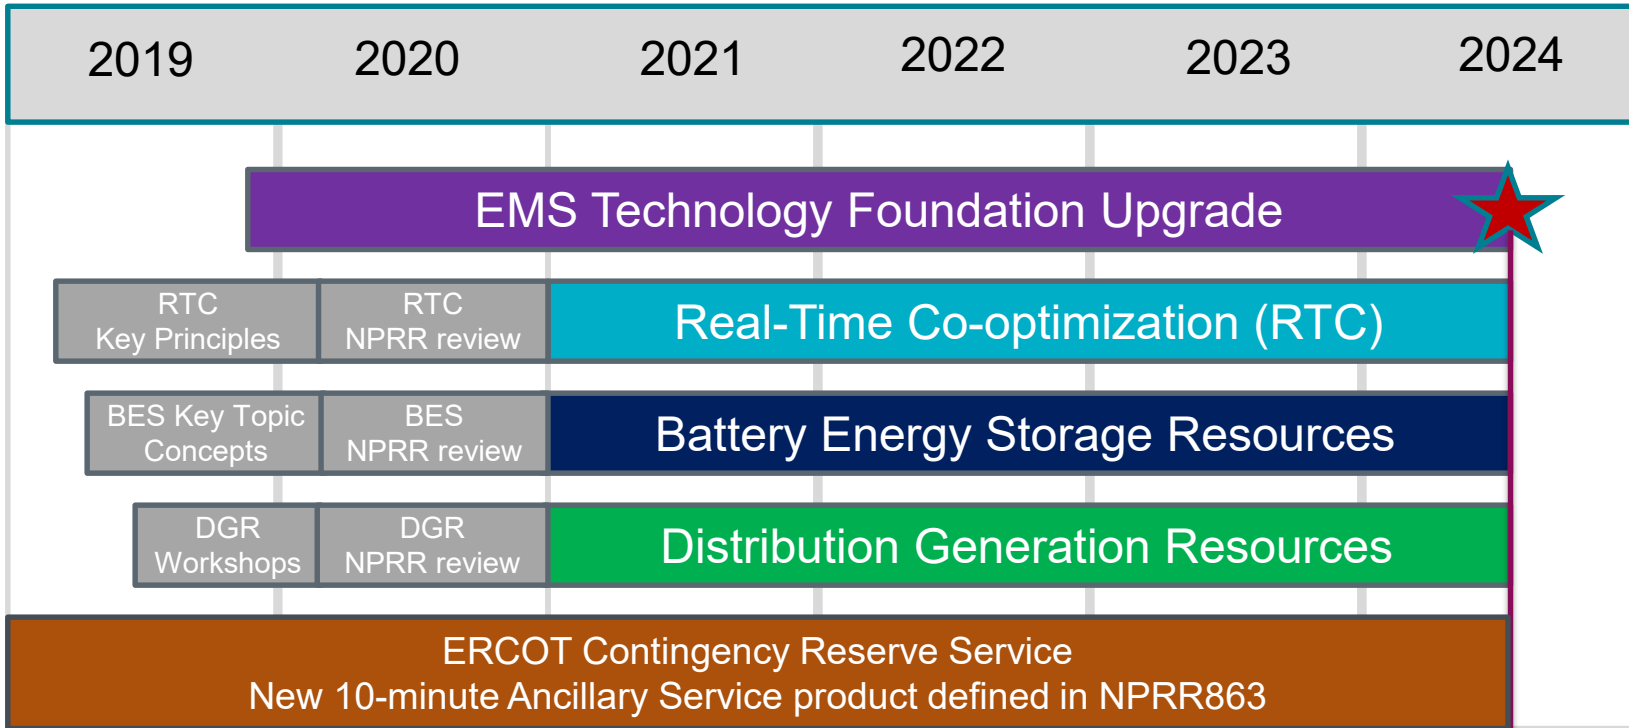 2019
2020
2021
2022
2023
2024
EMS Technology Foundation Upgrade
RTC
Key Principles
RTC
NPRR review
Real-Time Co-optimization (RTC)
BES Key Topic
Concepts
BES
NPRR review
Battery Energy Storage Resources
DGR
Workshops
DGR
NPRR review
Distribution Generation Resources
ERCOT Contingency Reserve Service
New 10-minute Ancillary Service product defined in NPRR863